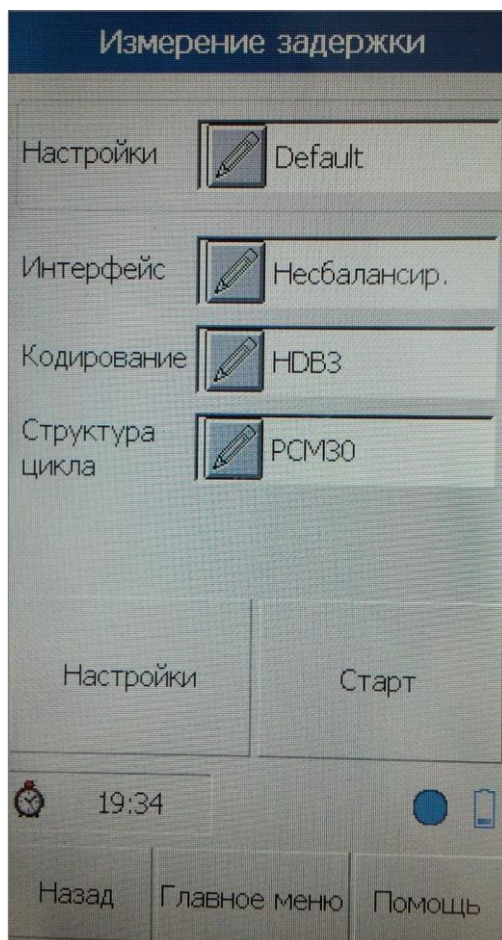 Измерение задержки
Настройки Default
Интерфейс Несбалансир.
Кодирование HDB3
Структура
цикла PCM30
Настройки Старт
19:34
Назад Главное меню Помощь